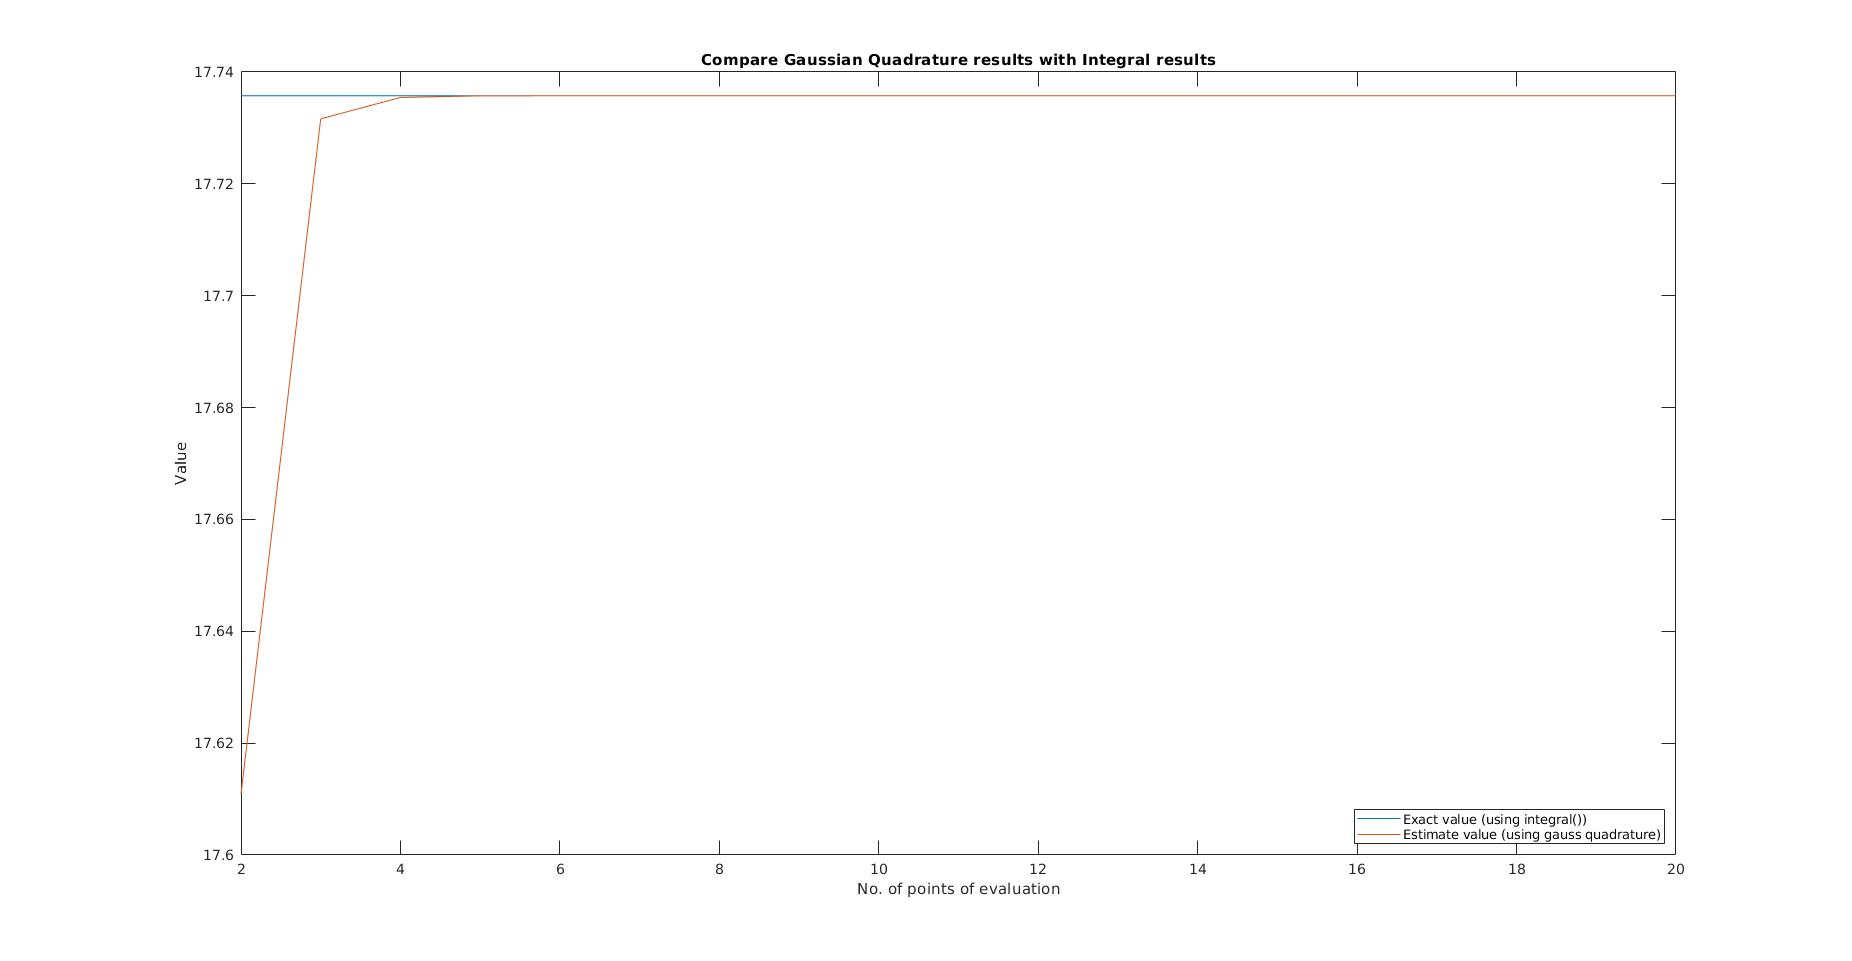 Compare Gaussian Quadrature results with Integral results
17.74
17.72
17.7
17.68
17.66
17.64
17.62
17.6
Value
2 4 6 8 10 12 14 16 18 20
No. of points of evaluation
Exact value (using integral())
Estimate value (using gauss quadrature)